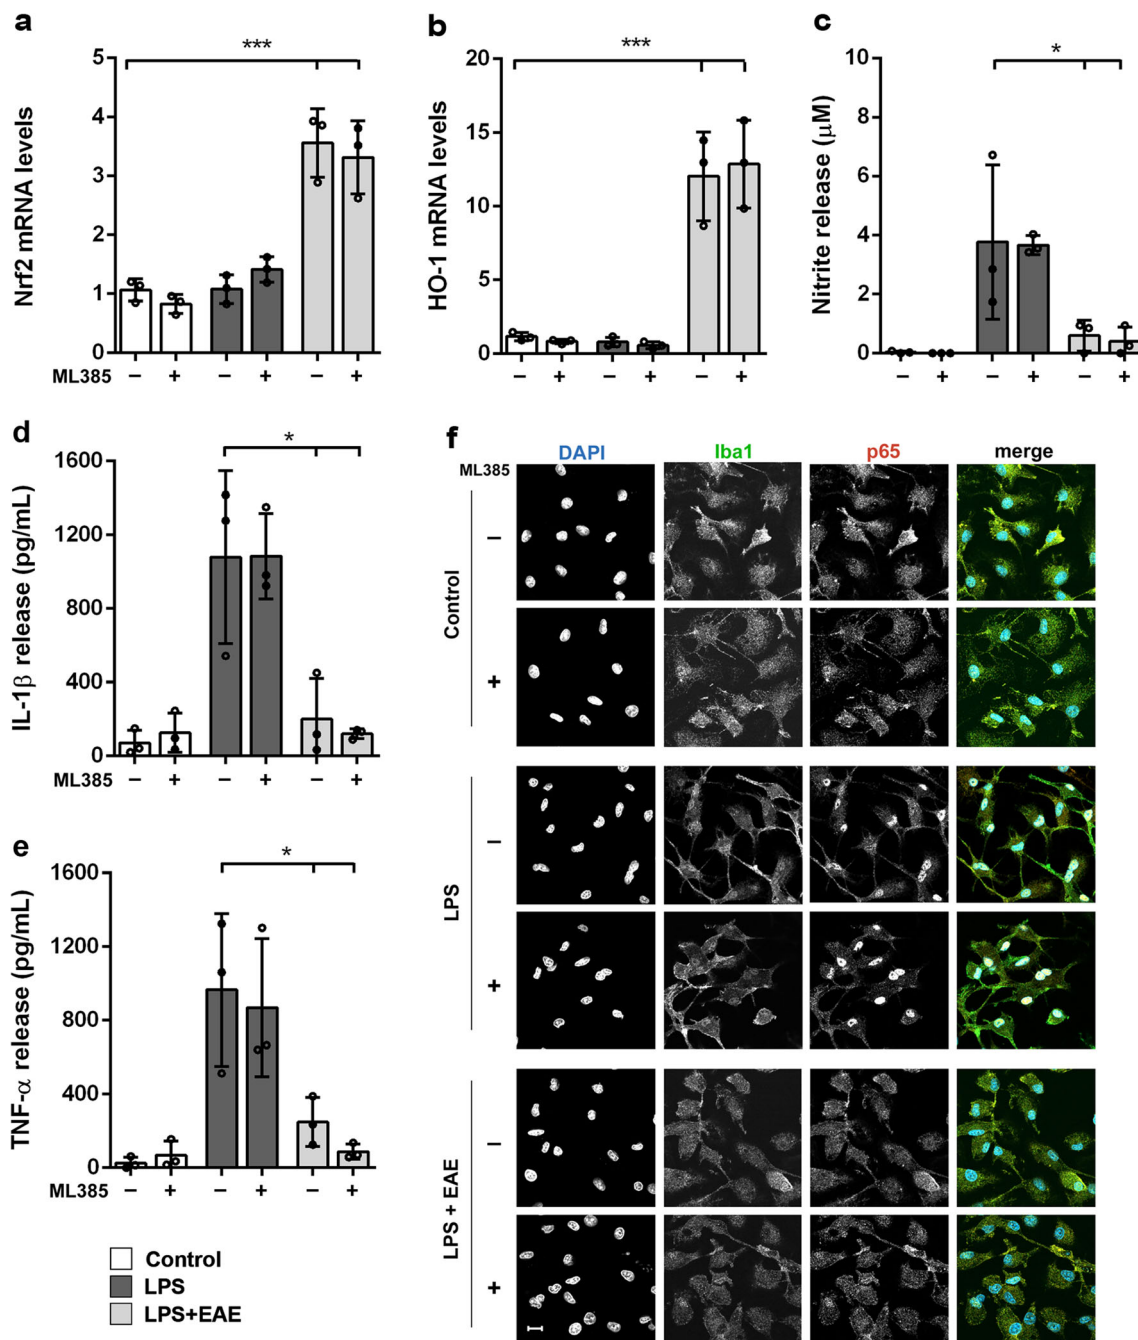 a
***
5
4
3
2
1
0
Nrf2 mRNA levels
ML385 − + − + − +
b
***
20
15
10
5
0
HO-1 mRNA levels
− + − + − +
c
*
10
8
6
4
2
0
Nitrite release (μM)
− + − + − +
d
*
1600
1200
800
400
0
IL-1β release (pg/mL)
ML385 − + − + − +
e
*
1600
1200
800
400
0
TNF-α release (pg/mL)
ML385 − + − + − +
Control
LPS
LPS+EAE
f
DAPI Iba1 p65 merge
ML385
−
Control
+
−
LPS
+
−
LPS + EAE
+